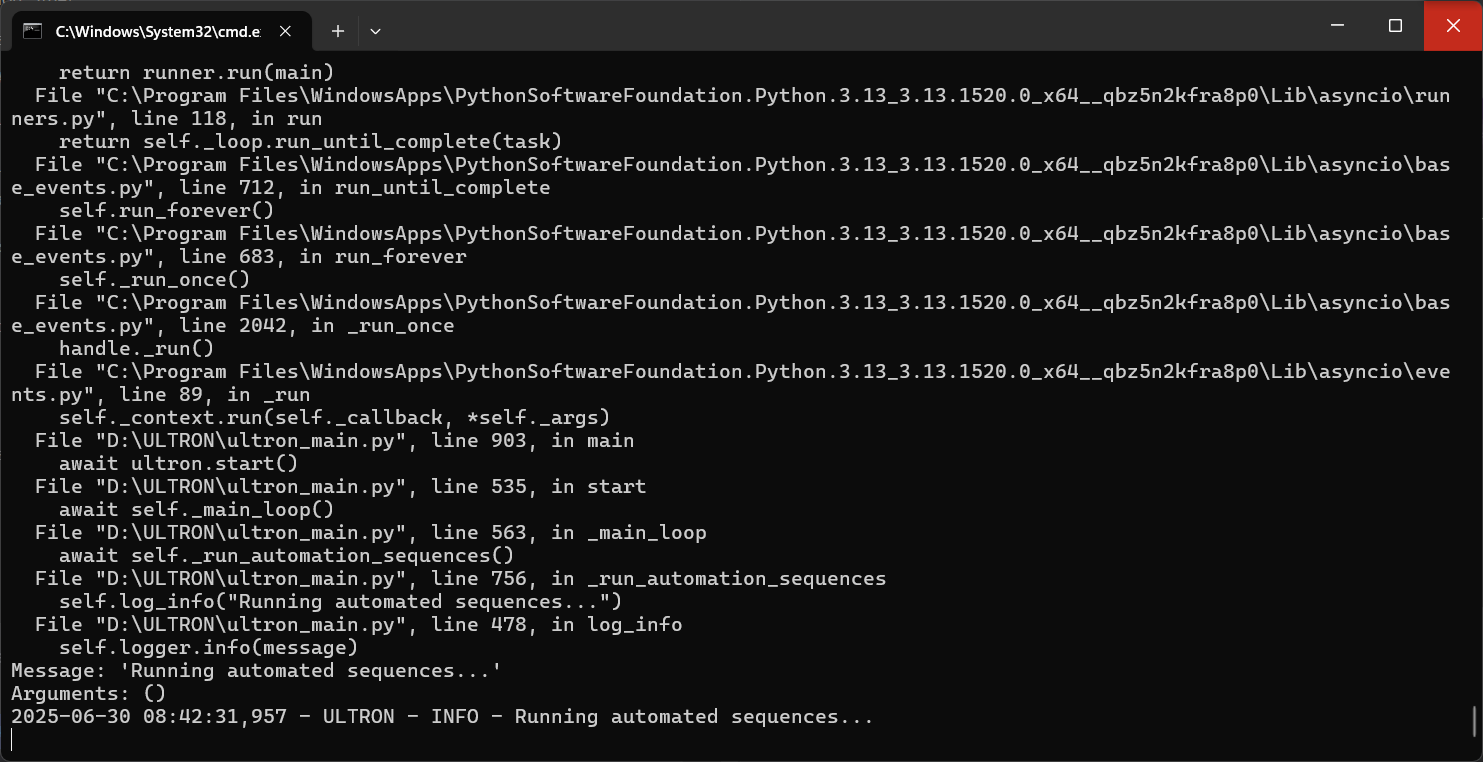 C:\Windows\System32\cmd.e
return runner.run(main)
File "C:\Program Files\WindowsApps\PythonSoftwareFoundation.Python.3.13_3.13.1520.0_x64__qbz5n2kfra8p0\Lib\asyncio\run
ners.py", line 118, in run
return self._loop.run_until_complete(task)
File "C:\Program Files\WindowsApps\PythonSoftwareFoundation.Python.3.13_3.13.1520.0_x64__qbz5n2kfra8p0\Lib\asyncio\bas
e_events.py", line 712, in run_until_complete
self.run_forever()
File "C:\Program Files\WindowsApps\PythonSoftwareFoundation.Python.3.13_3.13.1520.0_x64__qbz5n2kfra8p0\Lib\asyncio\bas
e_events.py", line 683, in run_forever
self._run_once()
File "C:\Program Files\WindowsApps\PythonSoftwareFoundation.Python.3.13_3.13.1520.0_x64__qbz5n2kfra8p0\Lib\asyncio\bas
e_events.py", line 2042, in _run_once
handle._run()
File "C:\Program Files\WindowsApps\PythonSoftwareFoundation.Python.3.13_3.13.1520.0_x64__qbz5n2kfra8p0\Lib\asyncio\eve
nts.py", line 89, in _run
self._context.run(self._callback, *self._args)
File "D:\ULTRON\ultron_main.py", line 903, in main
await ultron.start()
File "D:\ULTRON\ultron_main.py", line 535, in start
await self._main_loop()
File "D:\ULTRON\ultron_main.py", line 563, in _main_loop
await self._run_automation_sequences()
File "D:\ULTRON\ultron_main.py", line 756, in _run_automation_sequences
self.log_info("Running automated sequences...")
File "D:\ULTRON\ultron_main.py", line 478, in log_info
self.logger.info(message)
Message: 'Running automated sequences...'
Arguments: ()
2025-06-30 08:42:31,957 - ULTRON - INFO - Running automated sequences...